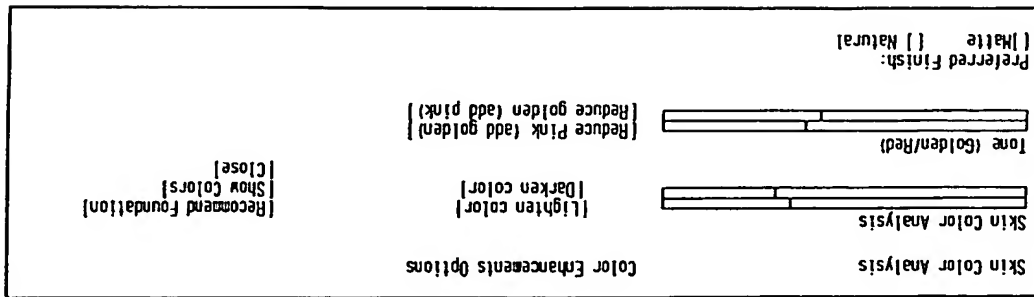 Skin Color Analysis
Color Enhancements Options
Skin Color Analysis
|Lighten color|
|Darken color|
|Recommend Foundation|
|Show Colors|
|Close|
Tone (Golden/Red)
|Reduce Pink (add golden)|
|Reduce golden (add pink)|
Preferred Finish:
[ ]Matte [ ] Natural